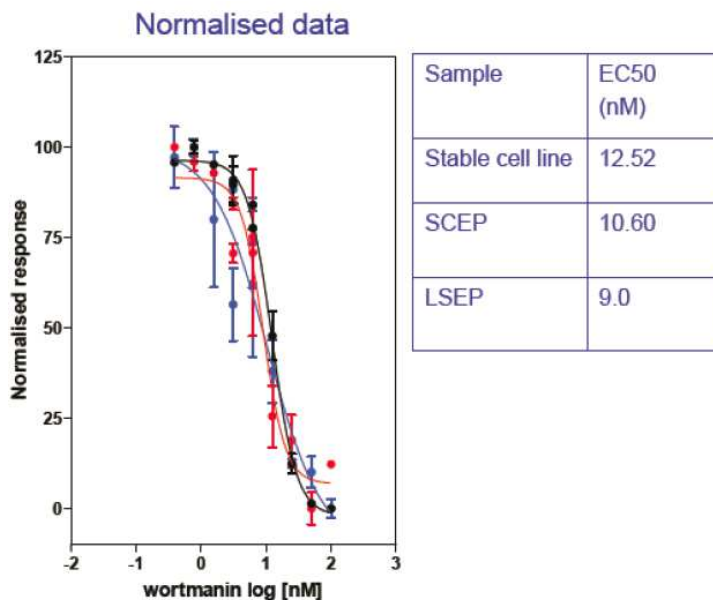 Normalised data
125
100
75
50
25
0
Normalised response
-2 -1 0 1 2 3
wortmanin log [nM]
Sample EC50
(nM)
Stable cell line 12.52
SCEP 10.60
LSEP 9.0